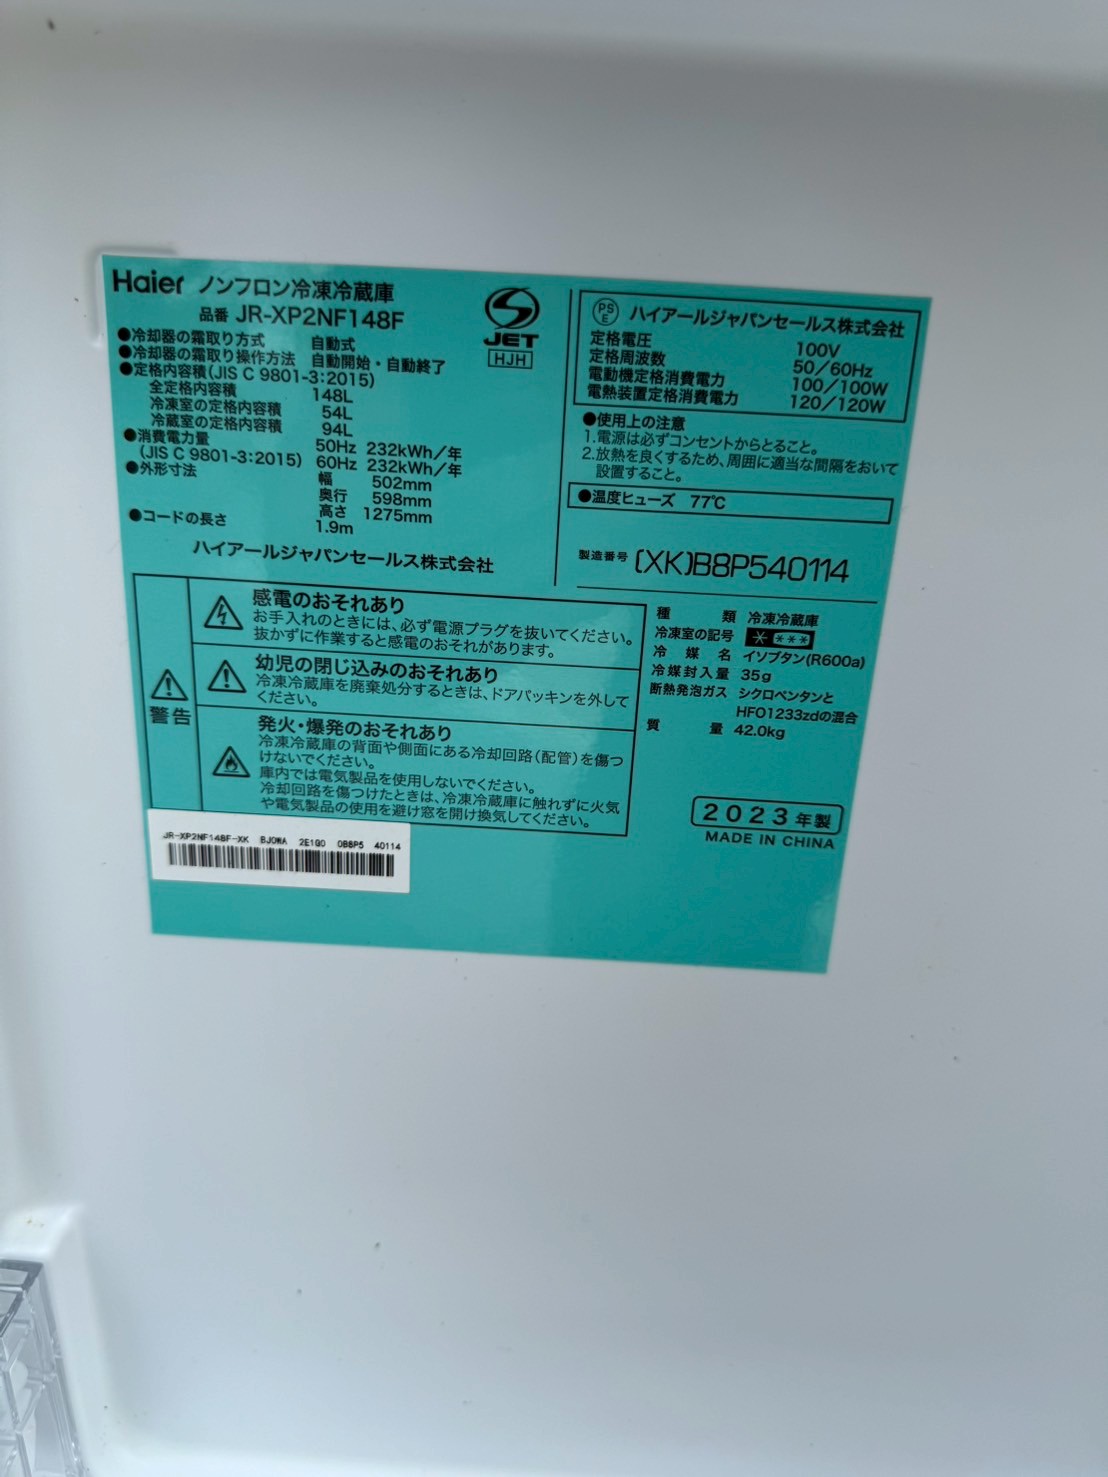 Haier ノンフロン冷凍冷蔵庫
品番 JR-XP2NF148F
●冷却器の霜取り方式 自動式
●冷却器の霜取り操作方法 自動開始・自動終了
●定格内容積(JIS C 9801-3:2015)
全定格内容積 148L
冷凍室の定格内容積 54L
冷蔵室の定格内容積 94L
●消費電力量 50Hz 232kWh/年
(JIS C 9801-3:2015) 60Hz 232kWh/年
●外形寸法 幅 502mm
奥行 598mm
高さ 1275mm
●コードの長さ 1.9m
ハイアールジャパンセールス株式会社
JET
HJH
PS
E
ハイアールジャパンセールス株式会社
定格電圧 100V
定格周波数 50/60Hz
電動機定格消費電力 100/100W
電熱装置定格消費電力 120/120W
●使用上の注意
1.電源は必ずコンセントからとること。
2.放熱を良くするため、周囲に適当な間隔をおいて
設置すること。
●温度ヒューズ 77℃
製造番号 (XK)B8P540114
警告
感電のおそれあり
お手入れのときには、必ず電源プラグを抜いてください。
抜かずに作業すると感電のおそれがあります。
幼児の閉じ込みのおそれあり
冷凍冷蔵庫を廃棄処分するときは、ドアパッキンを外して
ください。
発火・爆発のおそれあり
冷凍冷蔵庫の背面や側面にある冷却回路(配管)を傷つ
けないでください。
庫内では電気製品を使用しないでください。
冷却回路を傷つけたときは、冷凍冷蔵庫に触れずに火気
や電気製品の使用を避け窓を開け換気してください。
種類 冷凍冷蔵庫
冷凍室の記号 * ***
冷媒名 イソブタン(R600a)
冷媒封入量 35g
断熱発泡ガス シクロペンタンと
HFO1233zdの混合
質量 42.0kg
2023年製
MADE IN CHINA
JR-XP2NF148F-XK BJ0WA 2E1G0 0B8P5 40114